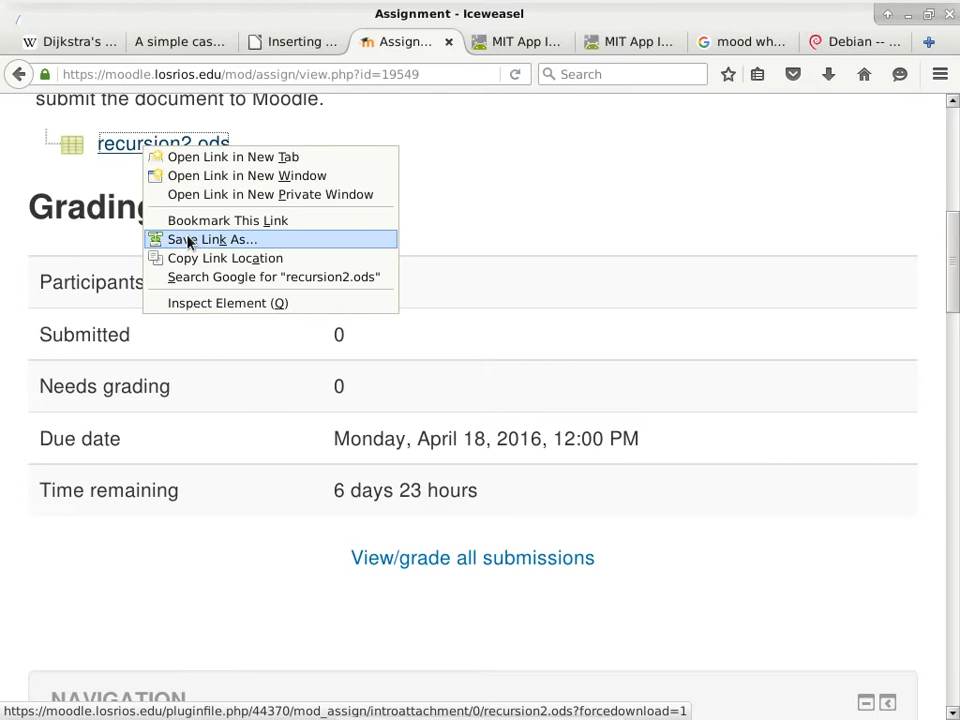 Assignment - Iceweasel
Dijkstra's ...
A simple cas...
Inserting ...
Assign...
MIT App I...
MIT App I...
mood wh...
Debian -- ...
https://moodle.losrios.edu/mod/assign/view.php?id=19549
Search
submit the document to Moodle.
recursion2.ods
Open Link in New Tab
Open Link in New Window
Open Link in New Private Window
Bookmark This Link
Save Link As...
Copy Link Location
Search Google for "recursion2.ods"
Inspect Element (Q)
Grading
Participants
Submitted 0
Needs grading 0
Due date Monday, April 18, 2016, 12:00 PM
Time remaining 6 days 23 hours
View/grade all submissions
NAVIGATION
https://moodle.losrios.edu/pluginfile.php/44370/mod_assign/introattachment/0/recursion2.ods?forcedownload=1